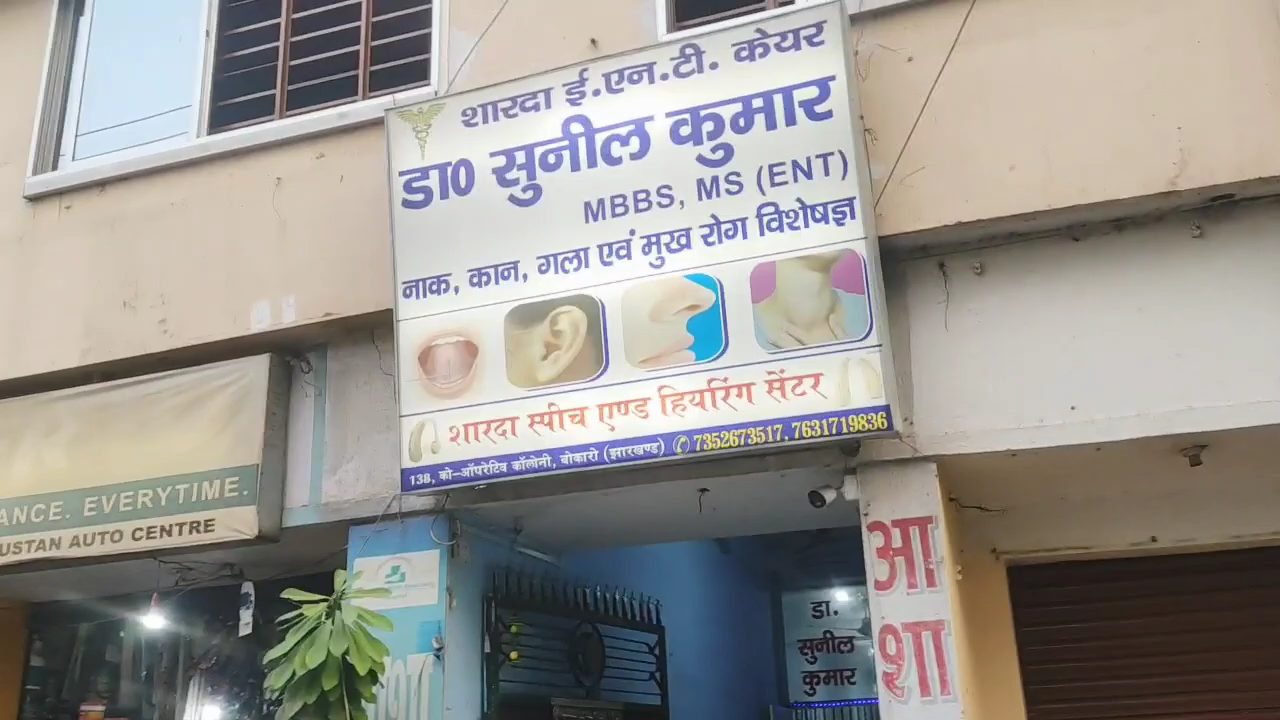 शारदा ई.एन.टी. केयर
डा0 सुनील कुमार
MBBS, MS (ENT)
नाक, कान, गला एवं मुख रोग विशेषज्ञ
शारदा स्पीच एण्ड हियरिंग सेंटर
138, को-ऑपरेटिव कॉलोनी, बोकारो (झारखण्ड) 7352673517, 7631719836
ANCE. EVERYTIME.
USTAN AUTO CENTRE
डा.
सुनील
कुमार
आ
शा